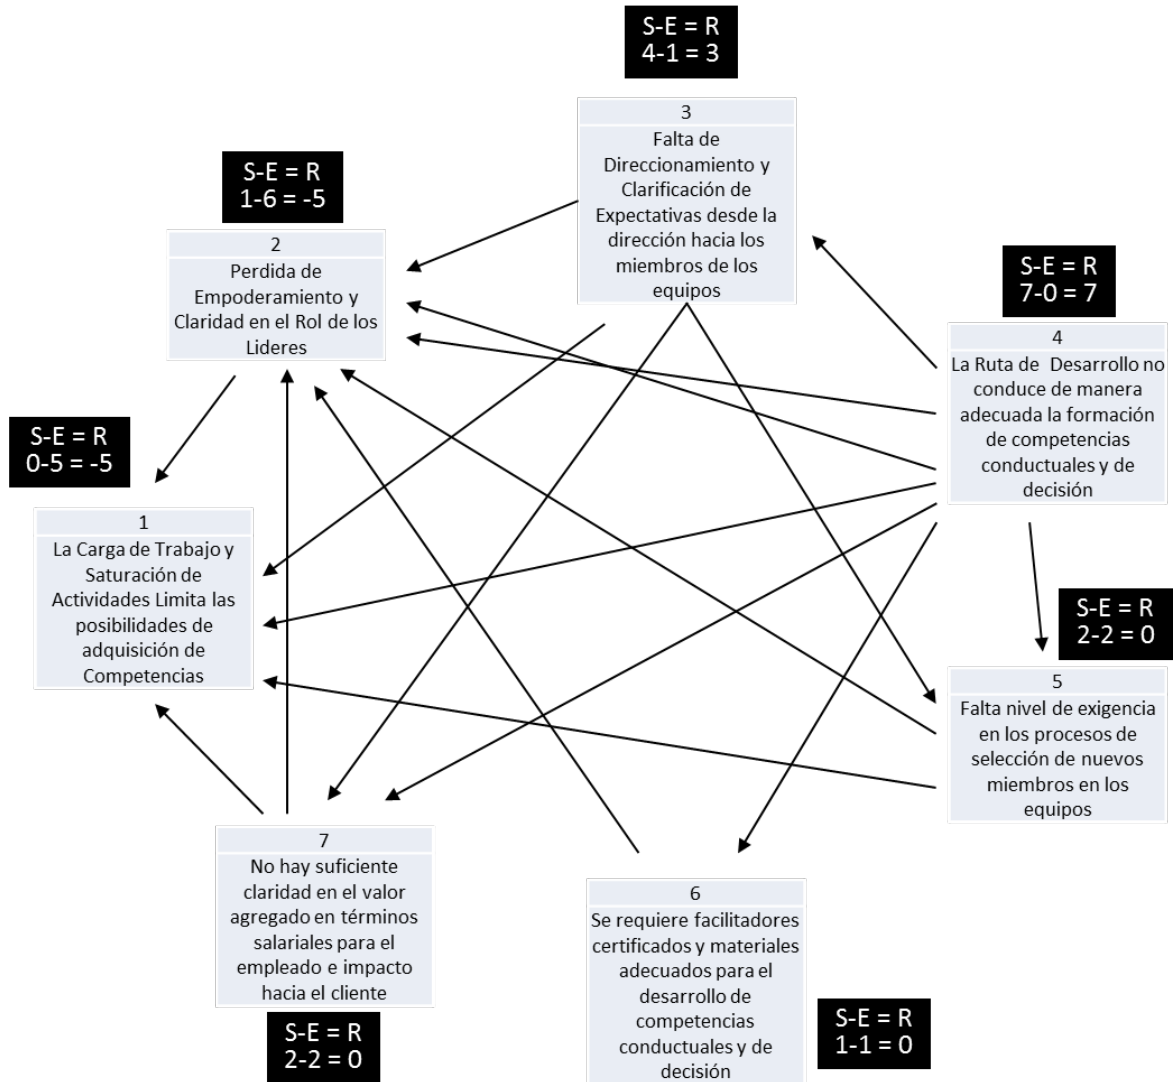 S-E = R
4-1 = 3
3
Falta de
Direccionamiento y
Clarificación de
Expectativas desde la
dirección hacia los
miembros de los
equipos
S-E = R
1-6 = -5
2
Perdida de
Empoderamiento y
Claridad en el Rol de los
Lideres
S-E = R
7-0 = 7
4
La Ruta de Desarrollo no
conduce de manera
adecuada la formación
de competencias
conductuales y de
decisión
S-E = R
0-5 = -5
1
La Carga de Trabajo y
Saturación de
Actividades Limita las
posibilidades de
adquisición de
Competencias
S-E = R
2-2 = 0
5
Falta nivel de exigencia
en los procesos de
selección de nuevos
miembros en los
equipos
7
No hay suficiente
claridad en el valor
agregado en términos
salariales para el
empleado e impacto
hacia el cliente
S-E = R
2-2 = 0
6
Se requiere facilitadores
certificados y materiales
adecuados para el
desarrollo de
competencias
conductuales y de
decisión
S-E = R
1-1 = 0